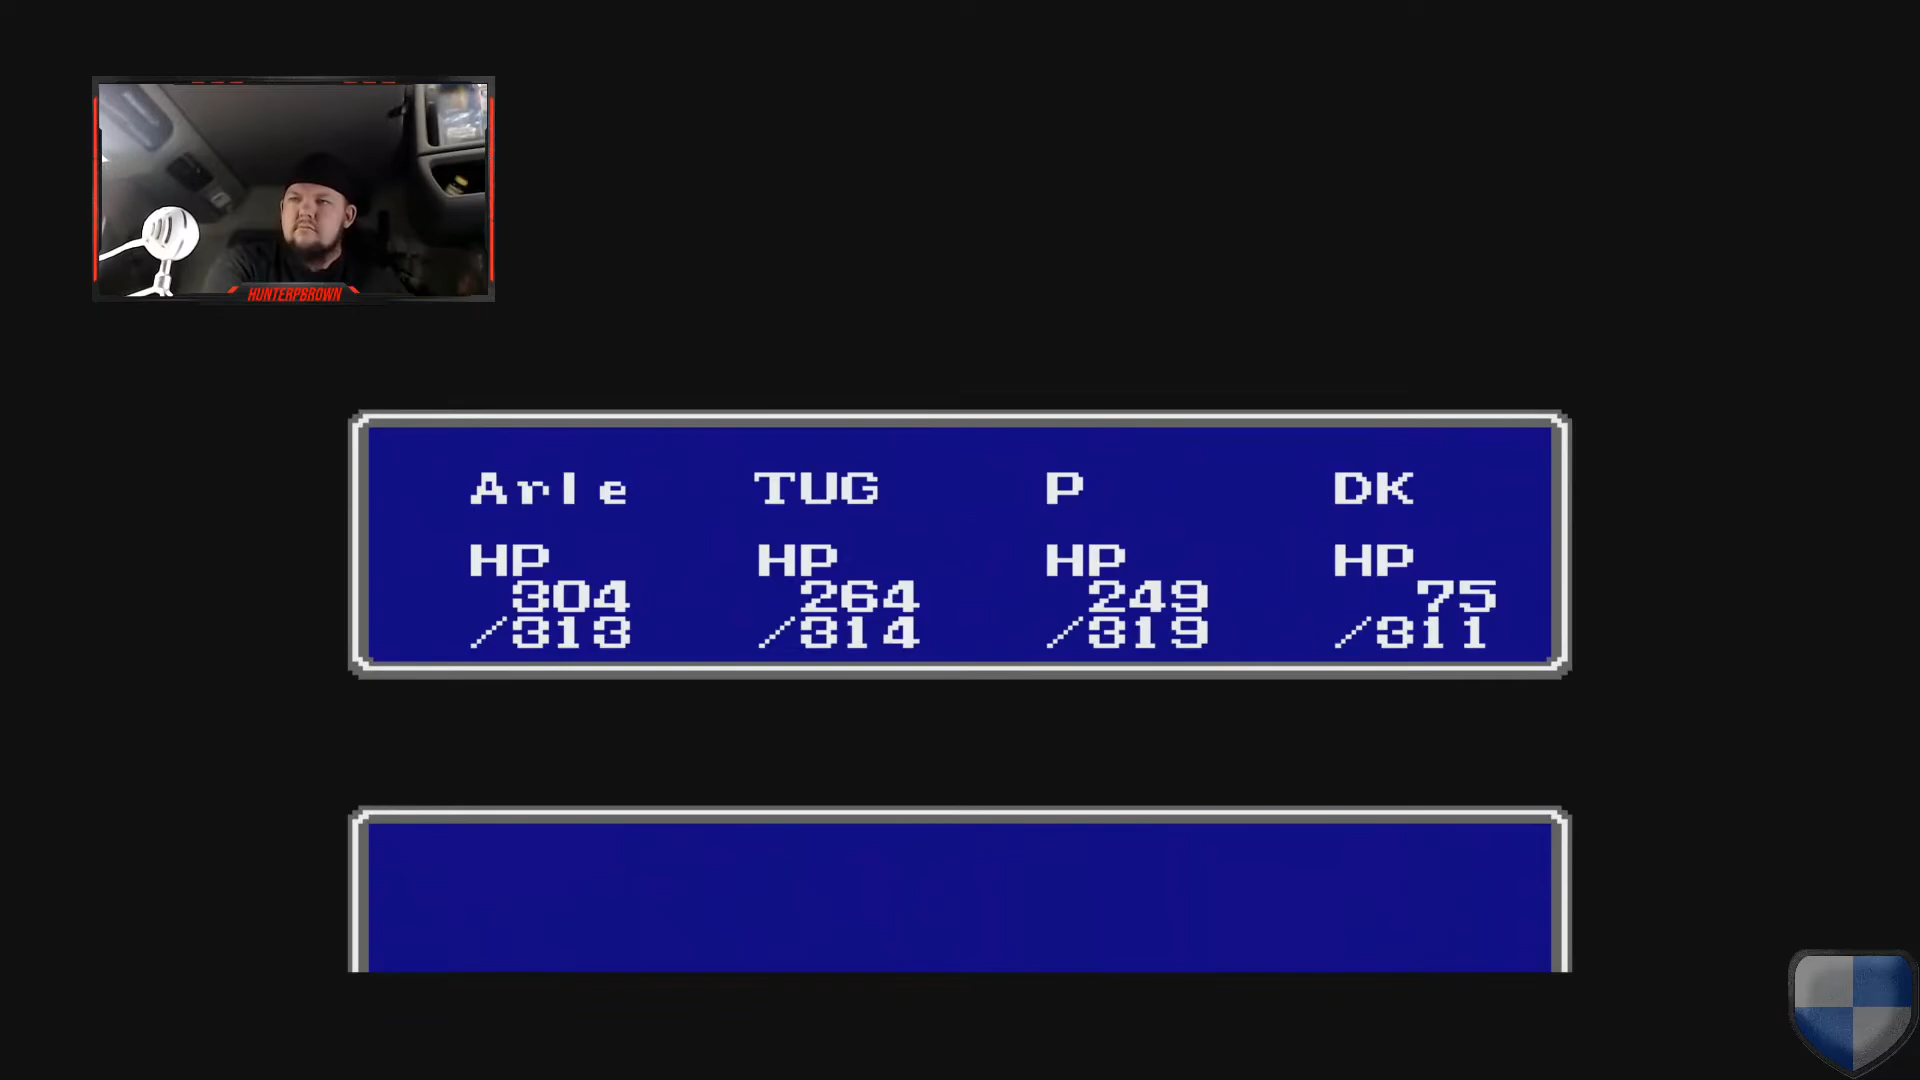 HUNTERPBROWN
Arle TUG P DK
HP HP HP HP
304 264 249 75
/313 /314 /319 /311